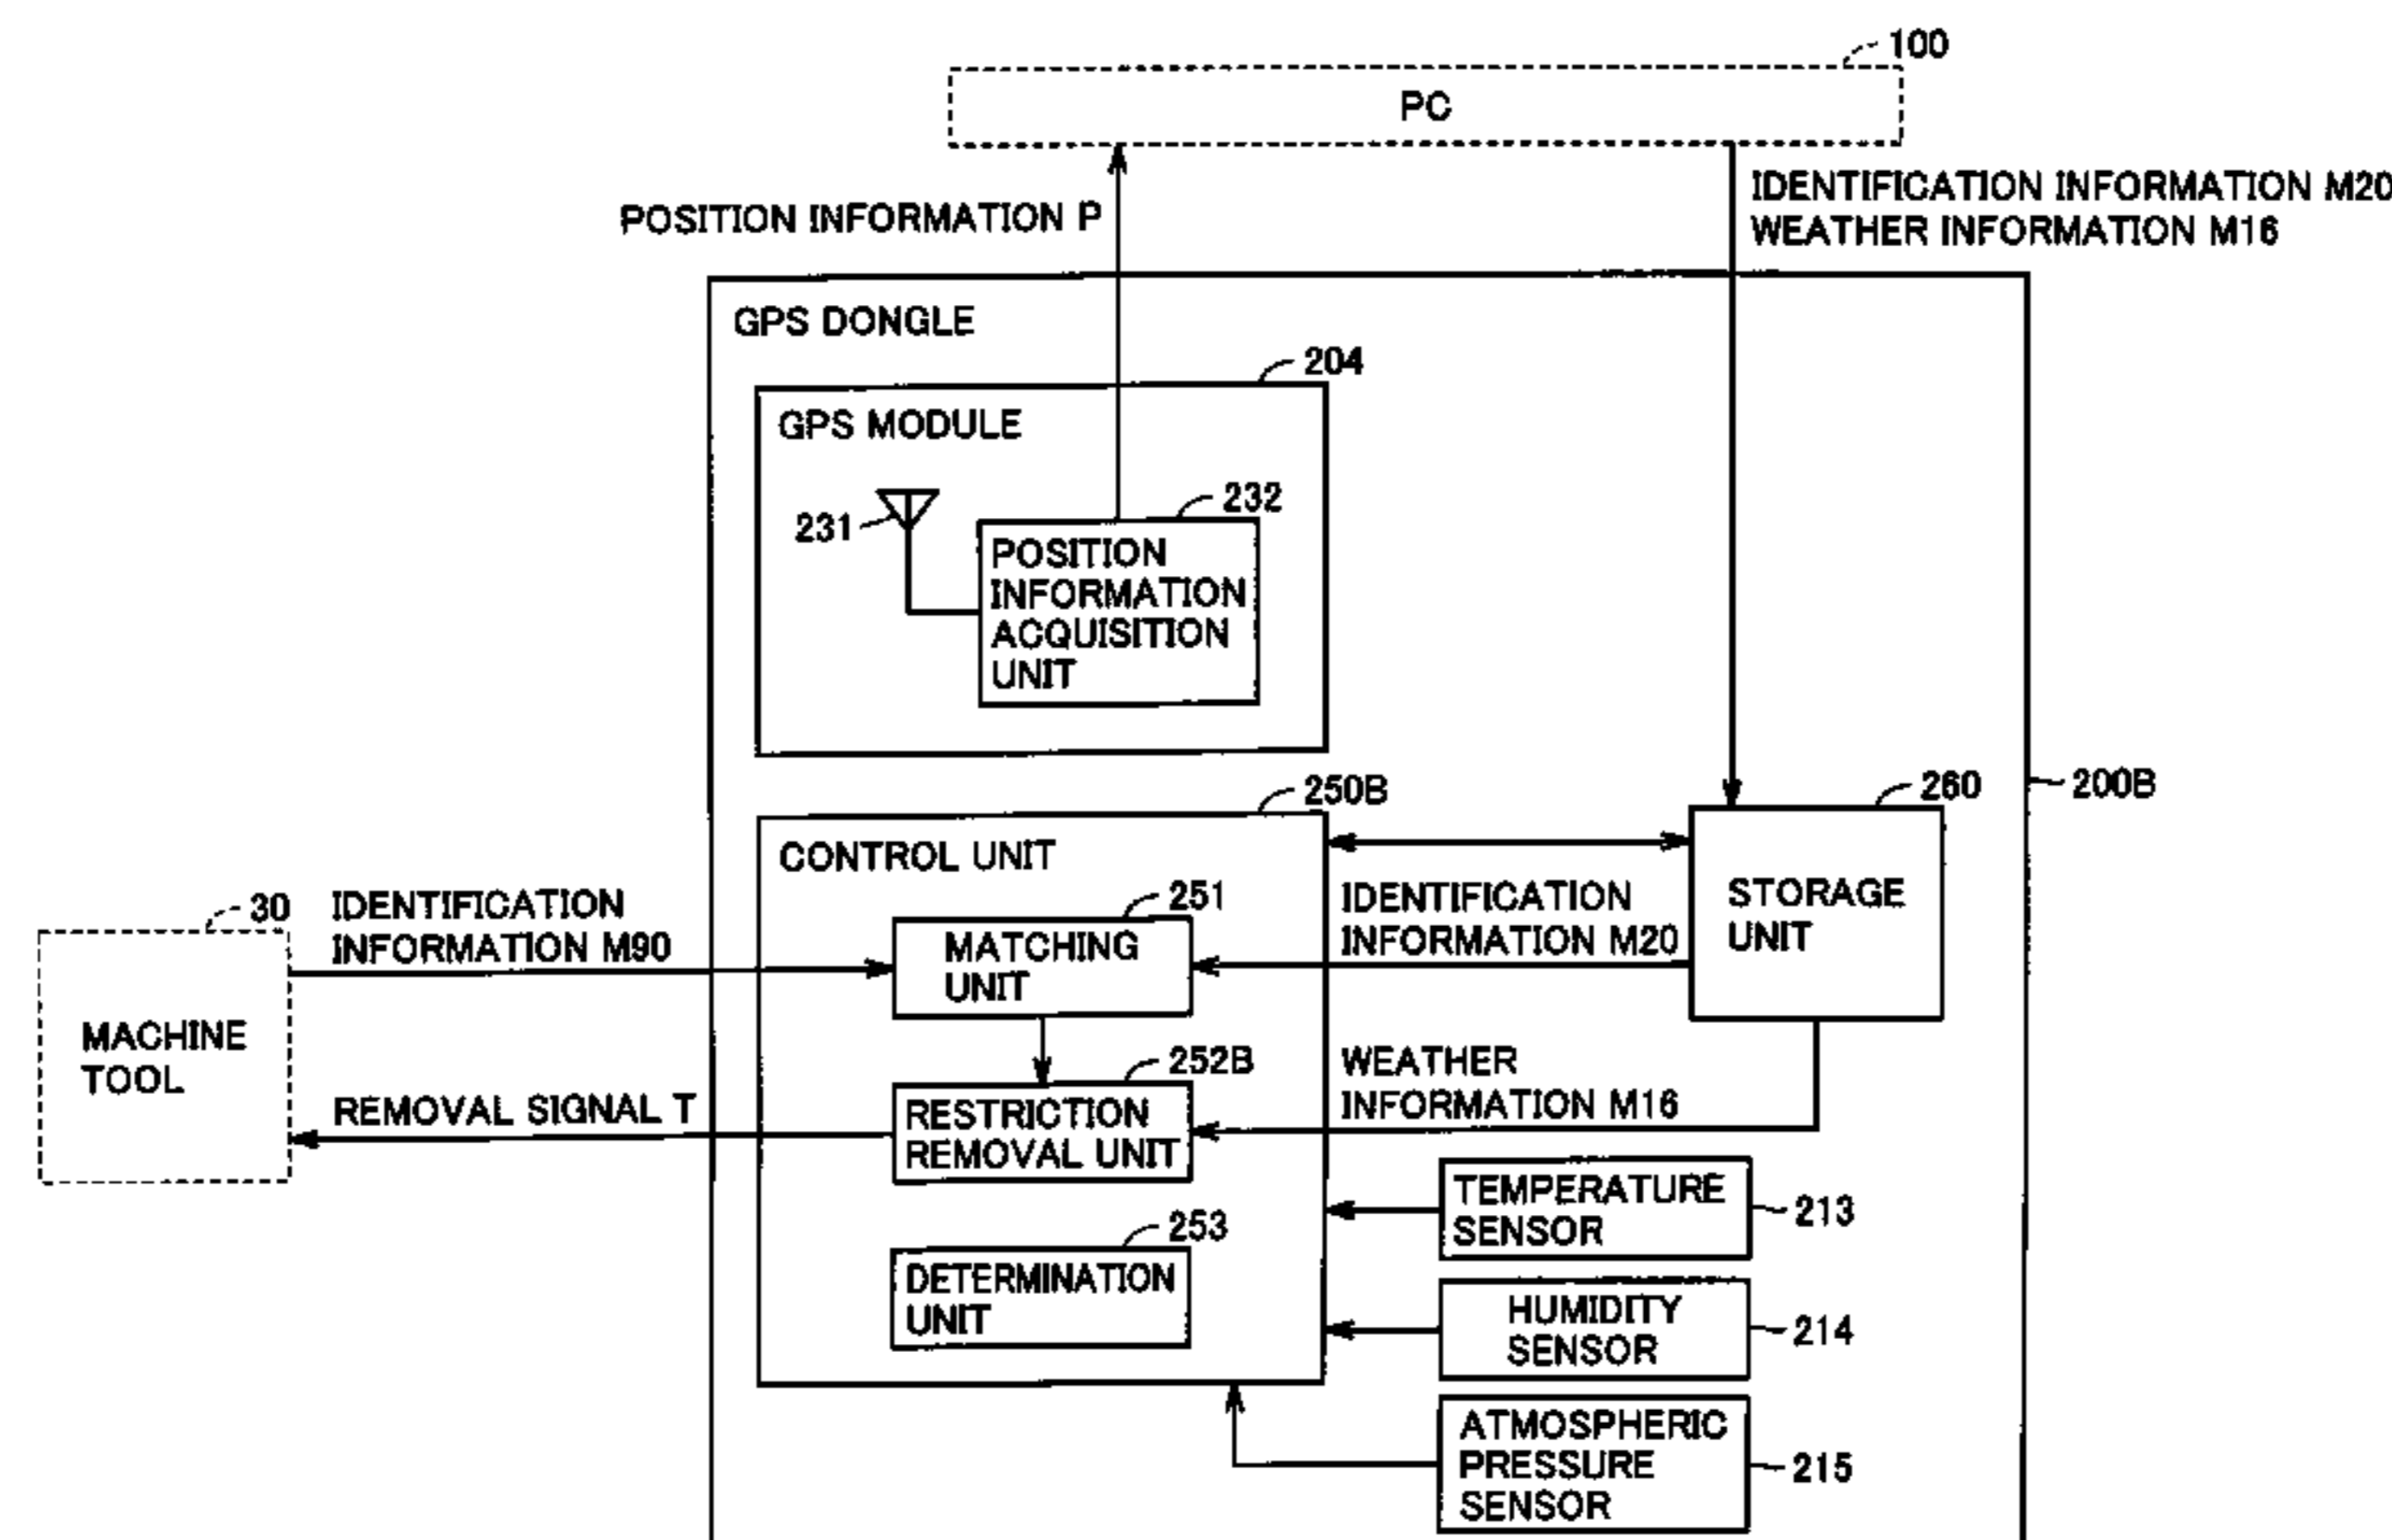 100
PC
POSITION INFORMATION P
IDENTIFICATION INFORMATION M20
WEATHER INFORMATION M16
GPS DONGLE
204
GPS MODULE
231
232
POSITION
INFORMATION
ACQUISITION
UNIT
250B
260
200B
CONTROL UNIT
STORAGE
UNIT
30
IDENTIFICATION
INFORMATION M90
251
MATCHING
UNIT
IDENTIFICATION
INFORMATION M20
MACHINE
TOOL
REMOVAL SIGNAL T
252B
RESTRICTION
REMOVAL UNIT
WEATHER
INFORMATION M16
TEMPERATURE
SENSOR
213
253
DETERMINATION
UNIT
HUMIDITY
SENSOR
214
ATMOSPHERIC
PRESSURE
SENSOR
215